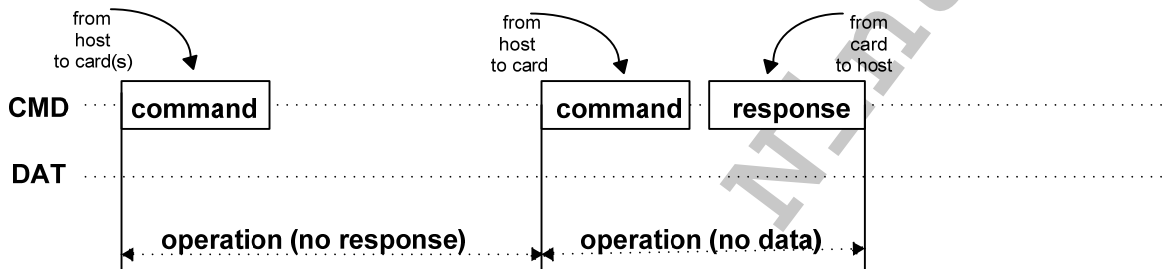 from
host
to card(s)
from
host
to card
from
card
to host
CMD command command response
DAT
operation (no response) operation (no data)